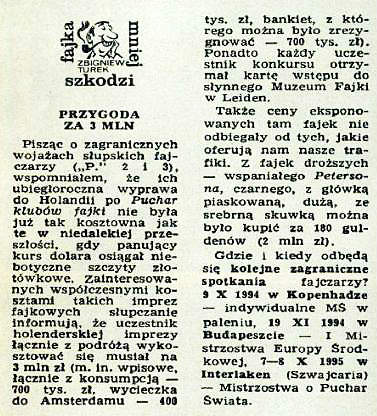 fajka
mniej
ZBIGNIEW
TUREK
szkodzi
PRZYGODA
ZA 3 MLN
Pisząc o zagranicznych
wojażach słupskich faj-
czarzy („P." 2 i 3),
wspomniałem, że ich
ubiegłoroczna wyprawa
do Holandii po Puchar
klubów fajki nie była
już tak kosztowna jak
te w niedalekiej prze-
szłości, gdy panujący
kurs dolara osiągał nie-
botyczne szczyty zło-
tówkowe. Zainteresowa-
nych współczesnymi ko-
sztami takich imprez
fajkowych słupczanie
informują, że uczestnik
holenderskiej imprezy
łącznie z podróżą wyko-
sztować się musiał na
3 mln zł (m. in. wpisowe,
łącznie z konsumpcją —
700 tys. zł, wycieczka
do Amsterdamu — 400
tys. zł, bankiet, z któ-
rego można było zrezy-
gnować — 700 tys. zł).
Ponadto każdy ucze-
stnik konkursu otrzy-
mał kartę wstępu do
słynnego Muzeum Fajki
w Leiden.
Także ceny ekspono-
wanych tam fajek nie
odbiegały od tych, jakie
oferują nam nasze tra-
fiki. Z fajek droższych
— wspaniałego Peterso-
na, czarnego, z główką
piaskowaną, dużą, ze
srebrną skuwką można
było kupić za 180 gul-
denów (2 mln zł).
Gdzie i kiedy odbędą
się kolejne zagraniczne
spotkania fajczarzy?
9 X 1994 w Kopenhadze
— indywidualne MŚ w
paleniu, 19 XI 1994 w
Budapeszcie — I Mi-
strzostwa Europy Środ-
kowej, 7—8 X 1995 w
Interlaken (Szwajcaria)
— Mistrzostwa o Puchar
Świata.